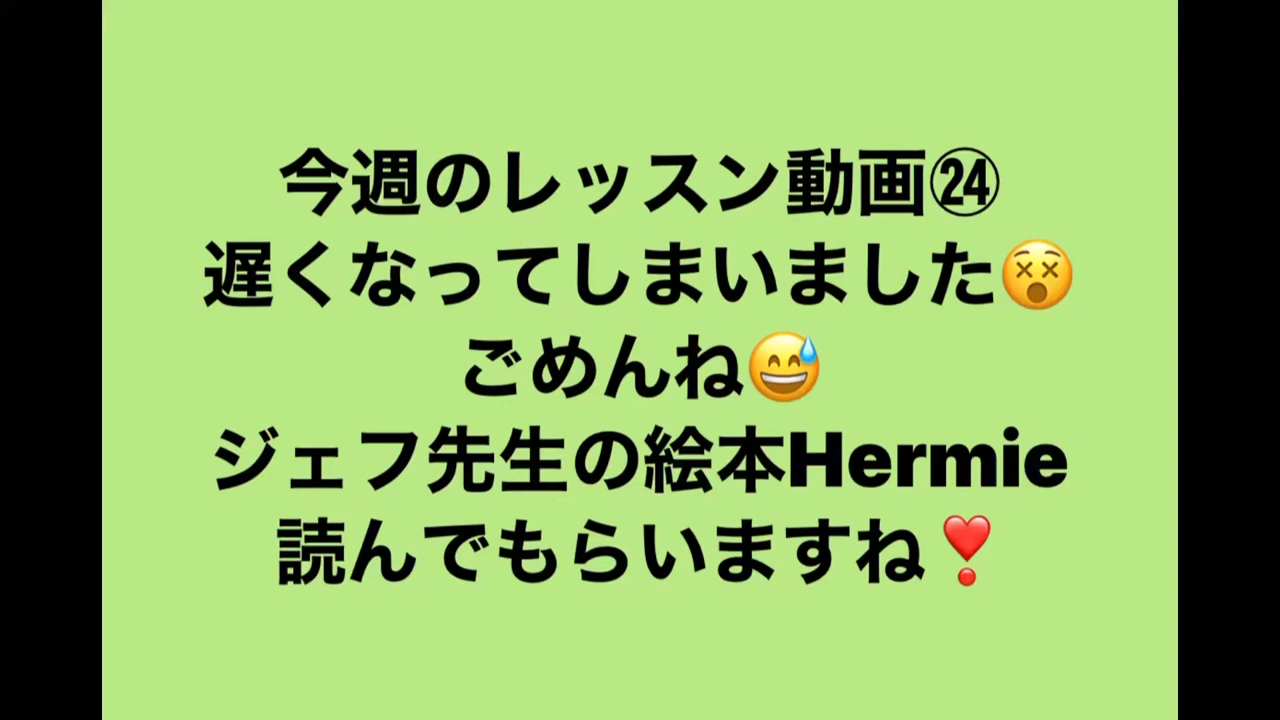 今週のレッスン動画㉔
遅くなってしまいました😵
ごめんね😅
ジェフ先生の絵本Hermie
読んでもらいますね❣️